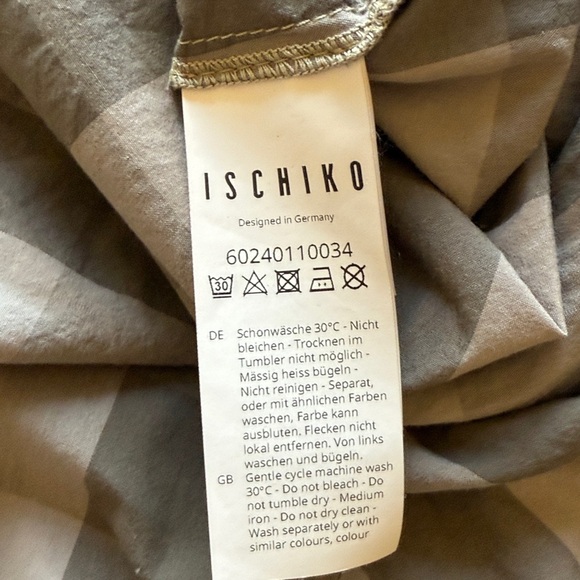 ISCHIKO
Designed in Germany
60240110034
30
DE Schonwäsche 30°C - Nicht
bleichen - Trocknen im
Tumbler nicht möglich -
Mässig heiss bügeln -
Nicht reinigen - Separat,
oder mit ähnlichen Farben
waschen, Farbe kann
ausbluten. Flecken nicht
lokal entfernen. Von links
waschen und bügeln.
GB Gentle cycle machine wash
30°C - Do not bleach - Do
not tumble dry - Medium
iron - Do not dry clean -
Wash separately or with
similar colours, colour